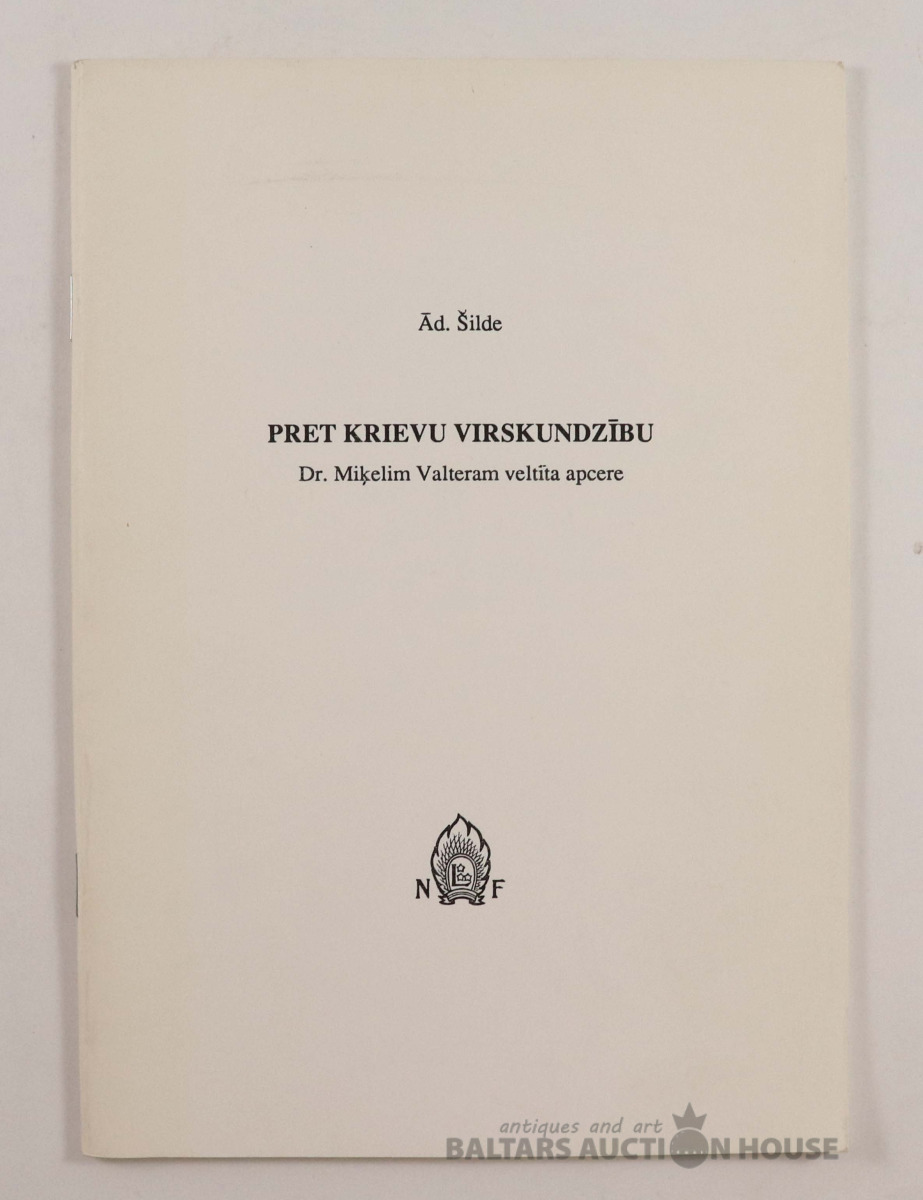 Ād. Šilde
PRET KRIEVU VIRSKUNDZĪBU
Dr. Miķelim Valteram veltīta apcere
N L F
antiques and art
BALTARS AUCTION HOUSE